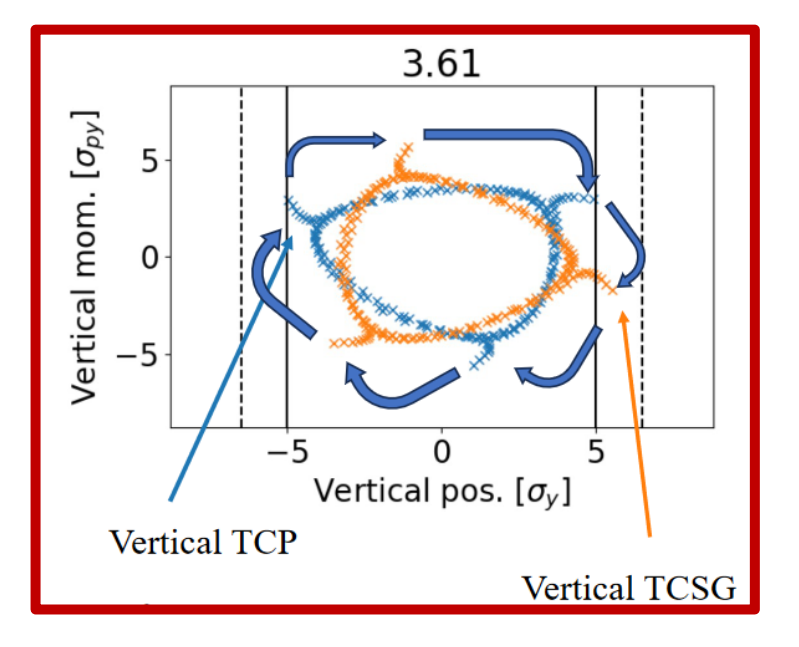 3.61
Vertical mom. [σpy]
5
0
−5
−5 0 5
Vertical pos. [σy]
Vertical TCP
Vertical TCSG